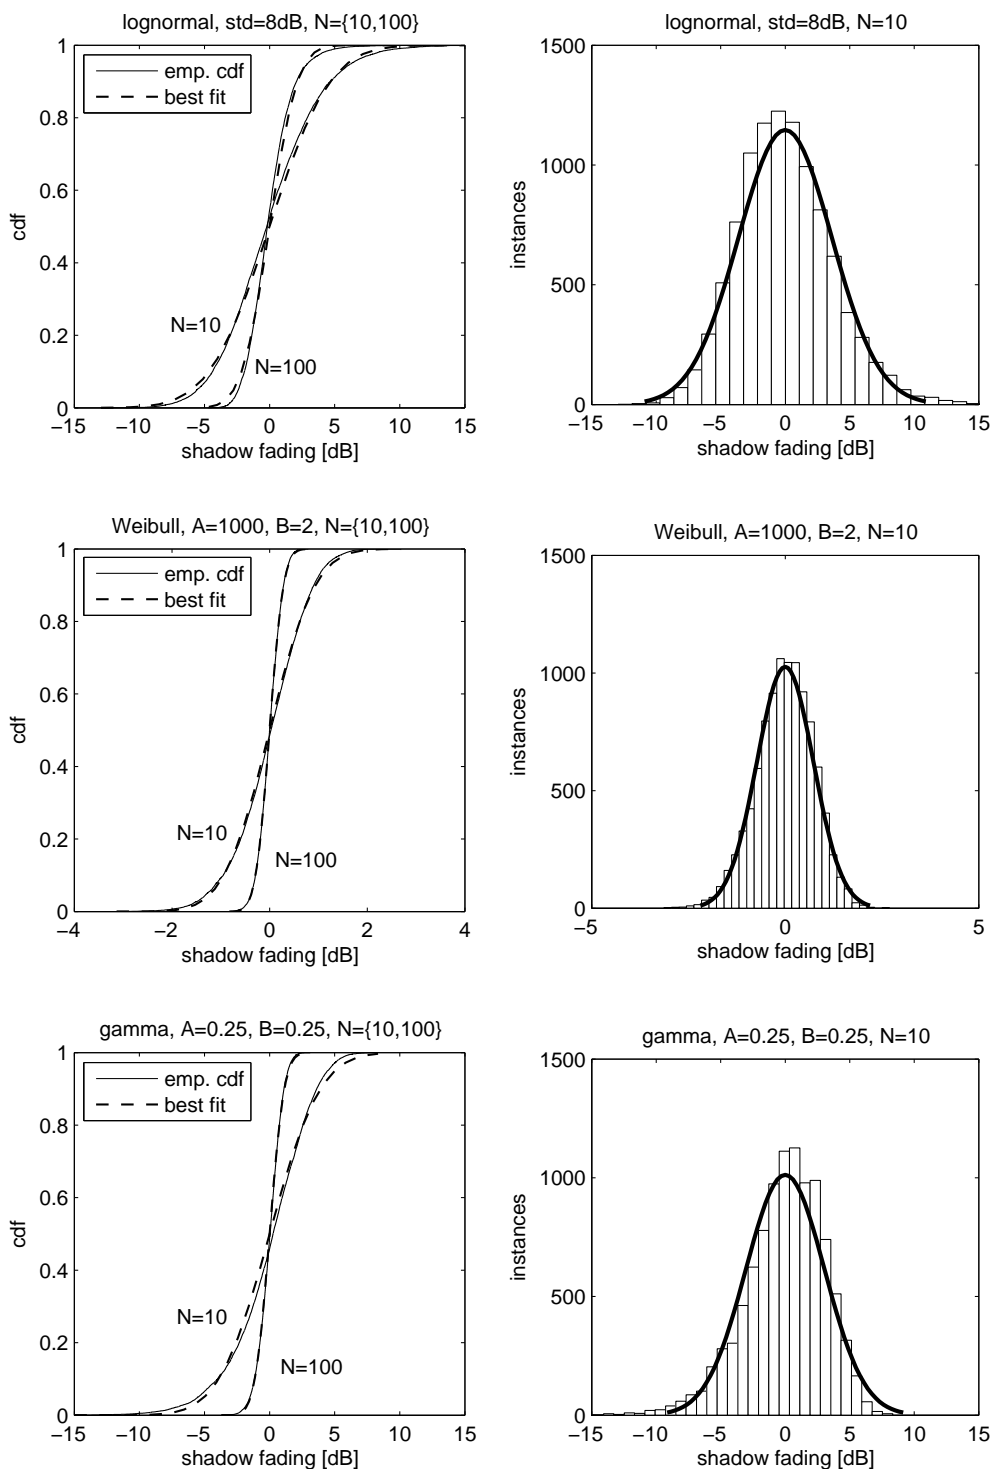 lognormal, std=8dB, N={10,100}
1
0.8
0.6
0.4
0.2
0
cdf
emp. cdf
best fit
N=10
N=100
−15 −10 −5 0 5 10 15
shadow fading [dB]
lognormal, std=8dB, N=10
1500
1000
500
0
instances
−15 −10 −5 0 5 10 15
shadow fading [dB]
Weibull, A=1000, B=2, N={10,100}
1
0.8
0.6
0.4
0.2
0
cdf
emp. cdf
best fit
N=10
N=100
−4 −2 0 2 4
shadow fading [dB]
Weibull, A=1000, B=2, N=10
1500
1000
500
0
instances
−5 0 5
shadow fading [dB]
gamma, A=0.25, B=0.25, N={10,100}
1
0.8
0.6
0.4
0.2
0
cdf
emp. cdf
best fit
N=10
N=100
−15 −10 −5 0 5 10 15
shadow fading [dB]
gamma, A=0.25, B=0.25, N=10
1500
1000
500
0
instances
−15 −10 −5 0 5 10 15
shadow fading [dB]